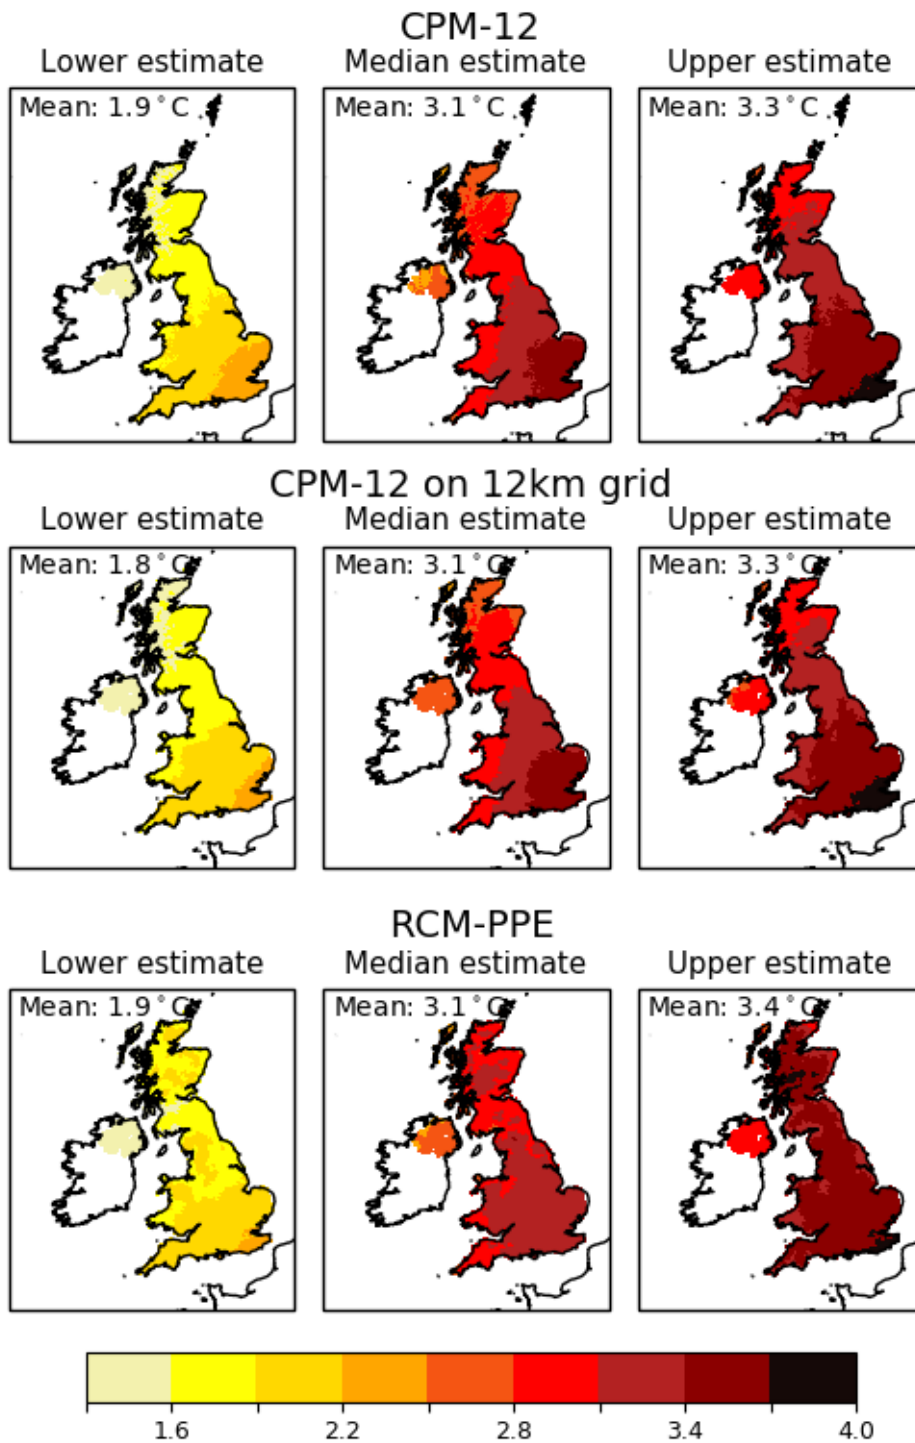 CPM-12
Lower estimate Median estimate Upper estimate
Mean: 1.9°C Mean: 3.1°C Mean: 3.3°C
CPM-12 on 12km grid
Lower estimate Median estimate Upper estimate
Mean: 1.8°C Mean: 3.1°C Mean: 3.3°C
RCM-PPE
Lower estimate Median estimate Upper estimate
Mean: 1.9°C Mean: 3.1°C Mean: 3.4°C
1.6 2.2 2.8 3.4 4.0